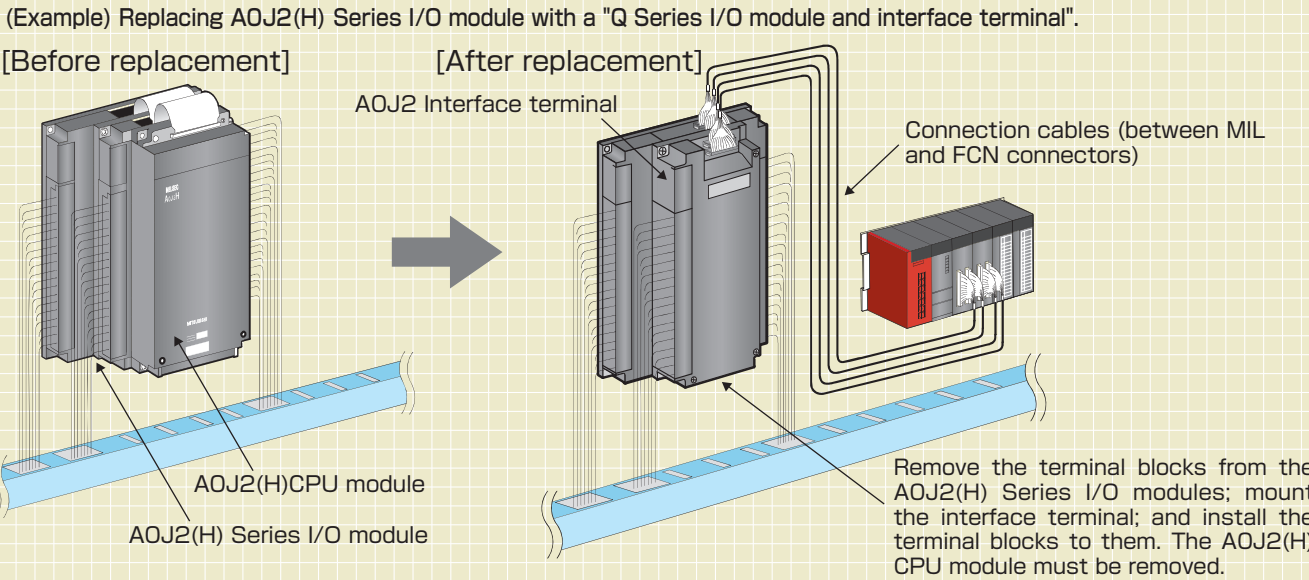 (Example) Replacing A0J2(H) Series I/O module with a "Q Series I/O module and interface terminal".
[Before replacement]
[After replacement]
A0J2 Interface terminal
Connection cables (between MIL
and FCN connectors)
MELSEC
A0J2H
MITSUBISHI
A0J2(H)CPU module
A0J2(H) Series I/O module
Remove the terminal blocks from the
A0J2(H) Series I/O modules; mount
the interface terminal; and install the
terminal blocks to them. The A0J2(H)
CPU module must be removed.